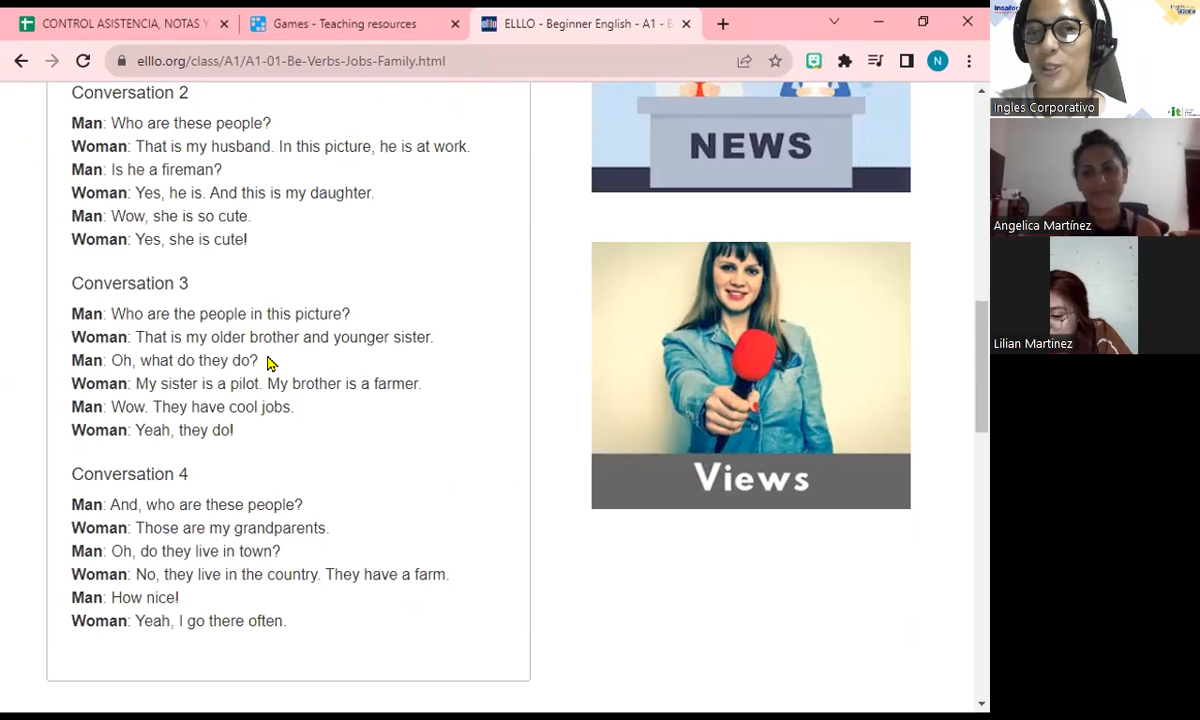 CONTROL ASISTENCIA, NOTAS Y
Games - Teaching resources
ELLLO - Beginner English - A1 - B
elllo.org/class/A1/A1-01-Be-Verbs-Jobs-Family.html
N
Conversation 2
Man: Who are these people?
Woman: That is my husband. In this picture, he is at work.
Man: Is he a fireman?
Woman: Yes, he is. And this is my daughter.
Man: Wow, she is so cute.
Woman: Yes, she is cute!
Conversation 3
Man: Who are the people in this picture?
Woman: That is my older brother and younger sister.
Man: Oh, what do they do?
Woman: My sister is a pilot. My brother is a farmer.
Man: Wow. They have cool jobs.
Woman: Yeah, they do!
Conversation 4
Man: And, who are these people?
Woman: Those are my grandparents.
Man: Oh, do they live in town?
Woman: No, they live in the country. They have a farm.
Man: How nice!
Woman: Yeah, I go there often.
NEWS
Views
Ingles Corporativo
Angelica Martínez
Lilian Martinez